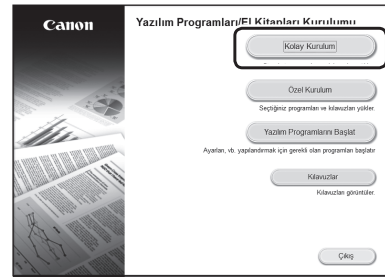 Canon
Yazılım Programları/El Kitapları Kurulumu
Kolay Kurulum
Özel Kurulum
Seçtiğiniz programları ve kılavuzları yükler.
Yazılım Programlarını Başlat
Ayarları, vb. yapılandırmak için gerekli olan programları başlatır
Kılavuzlar
Kılavuzları görüntüler.
Çıkış